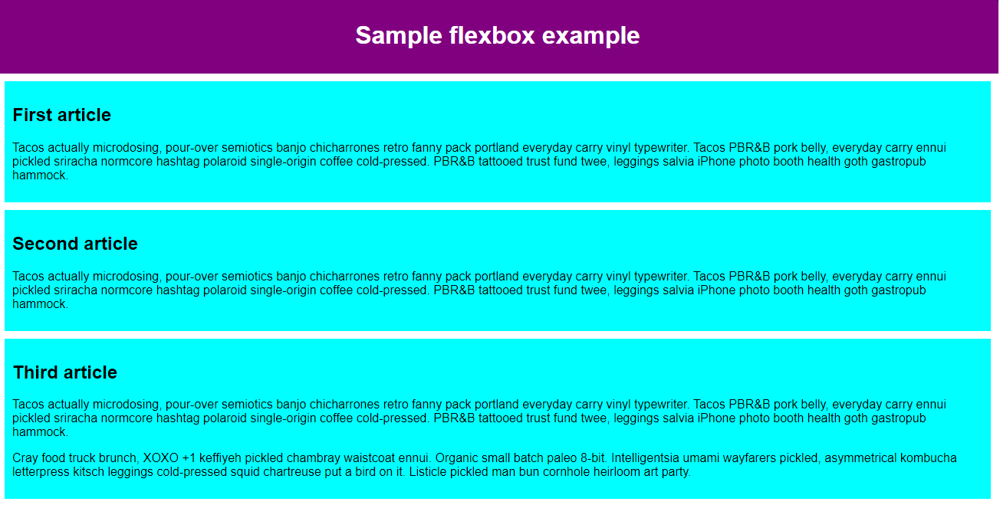 Sample flexbox example
First article
Tacos actually microdosing, pour-over semiotics banjo chicharrones retro fanny pack portland everyday carry vinyl typewriter. Tacos PBR&B pork belly, everyday carry ennui
pickled sriracha normcore hashtag polaroid single-origin coffee cold-pressed. PBR&B tattooed trust fund twee, leggings salvia iPhone photo booth health goth gastropub
hammock.
Second article
Tacos actually microdosing, pour-over semiotics banjo chicharrones retro fanny pack portland everyday carry vinyl typewriter. Tacos PBR&B pork belly, everyday carry ennui
pickled sriracha normcore hashtag polaroid single-origin coffee cold-pressed. PBR&B tattooed trust fund twee, leggings salvia iPhone photo booth health goth gastropub
hammock.
Third article
Tacos actually microdosing, pour-over semiotics banjo chicharrones retro fanny pack portland everyday carry vinyl typewriter. Tacos PBR&B pork belly, everyday carry ennui
pickled sriracha normcore hashtag polaroid single-origin coffee cold-pressed. PBR&B tattooed trust fund twee, leggings salvia iPhone photo booth health goth gastropub
hammock.
Cray food truck brunch, XOXO +1 keffiyeh pickled chambray waistcoat ennui. Organic small batch paleo 8-bit. Intelligentsia umami wayfarers pickled, asymmetrical kombucha
letterpress kitsch leggings cold-pressed squid chartreuse put a bird on it. Listicle pickled man bun cornhole heirloom art party.